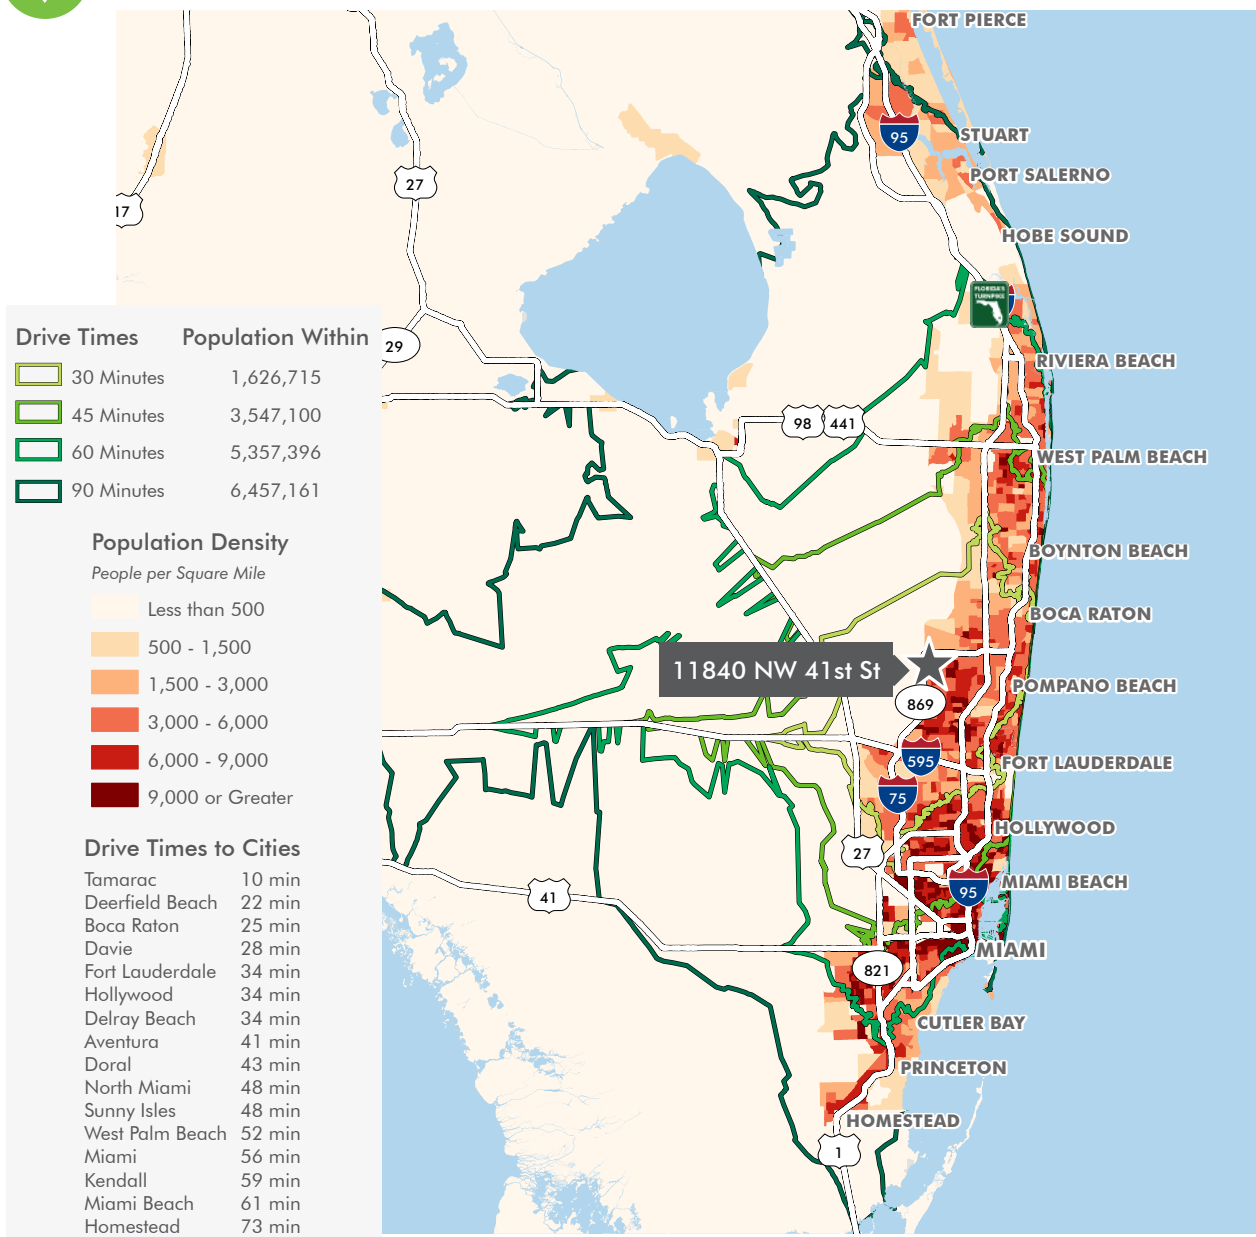 FORT PIERCE
95
STUART
PORT SALERNO
27
17
HOBE SOUND
FLORIDA'S
TURNPIKE
29
RIVIERA BEACH
98
441
WEST PALM BEACH
BOYNTON BEACH
BOCA RATON
11840 NW 41st St
869
POMPANO BEACH
595
FORT LAUDERDALE
75
HOLLYWOOD
27
95
MIAMI BEACH
41
MIAMI
821
CUTLER BAY
PRINCETON
HOMESTEAD
1
Drive Times Population Within
30 Minutes 1,626,715
45 Minutes 3,547,100
60 Minutes 5,357,396
90 Minutes 6,457,161
Population Density
People per Square Mile
Less than 500
500 - 1,500
1,500 - 3,000
3,000 - 6,000
6,000 - 9,000
9,000 or Greater
Drive Times to Cities
Tamarac 10 min
Deerfield Beach 22 min
Boca Raton 25 min
Davie 28 min
Fort Lauderdale 34 min
Hollywood 34 min
Delray Beach 34 min
Aventura 41 min
Doral 43 min
North Miami 48 min
Sunny Isles 48 min
West Palm Beach 52 min
Miami 56 min
Kendall 59 min
Miami Beach 61 min
Homestead 73 min